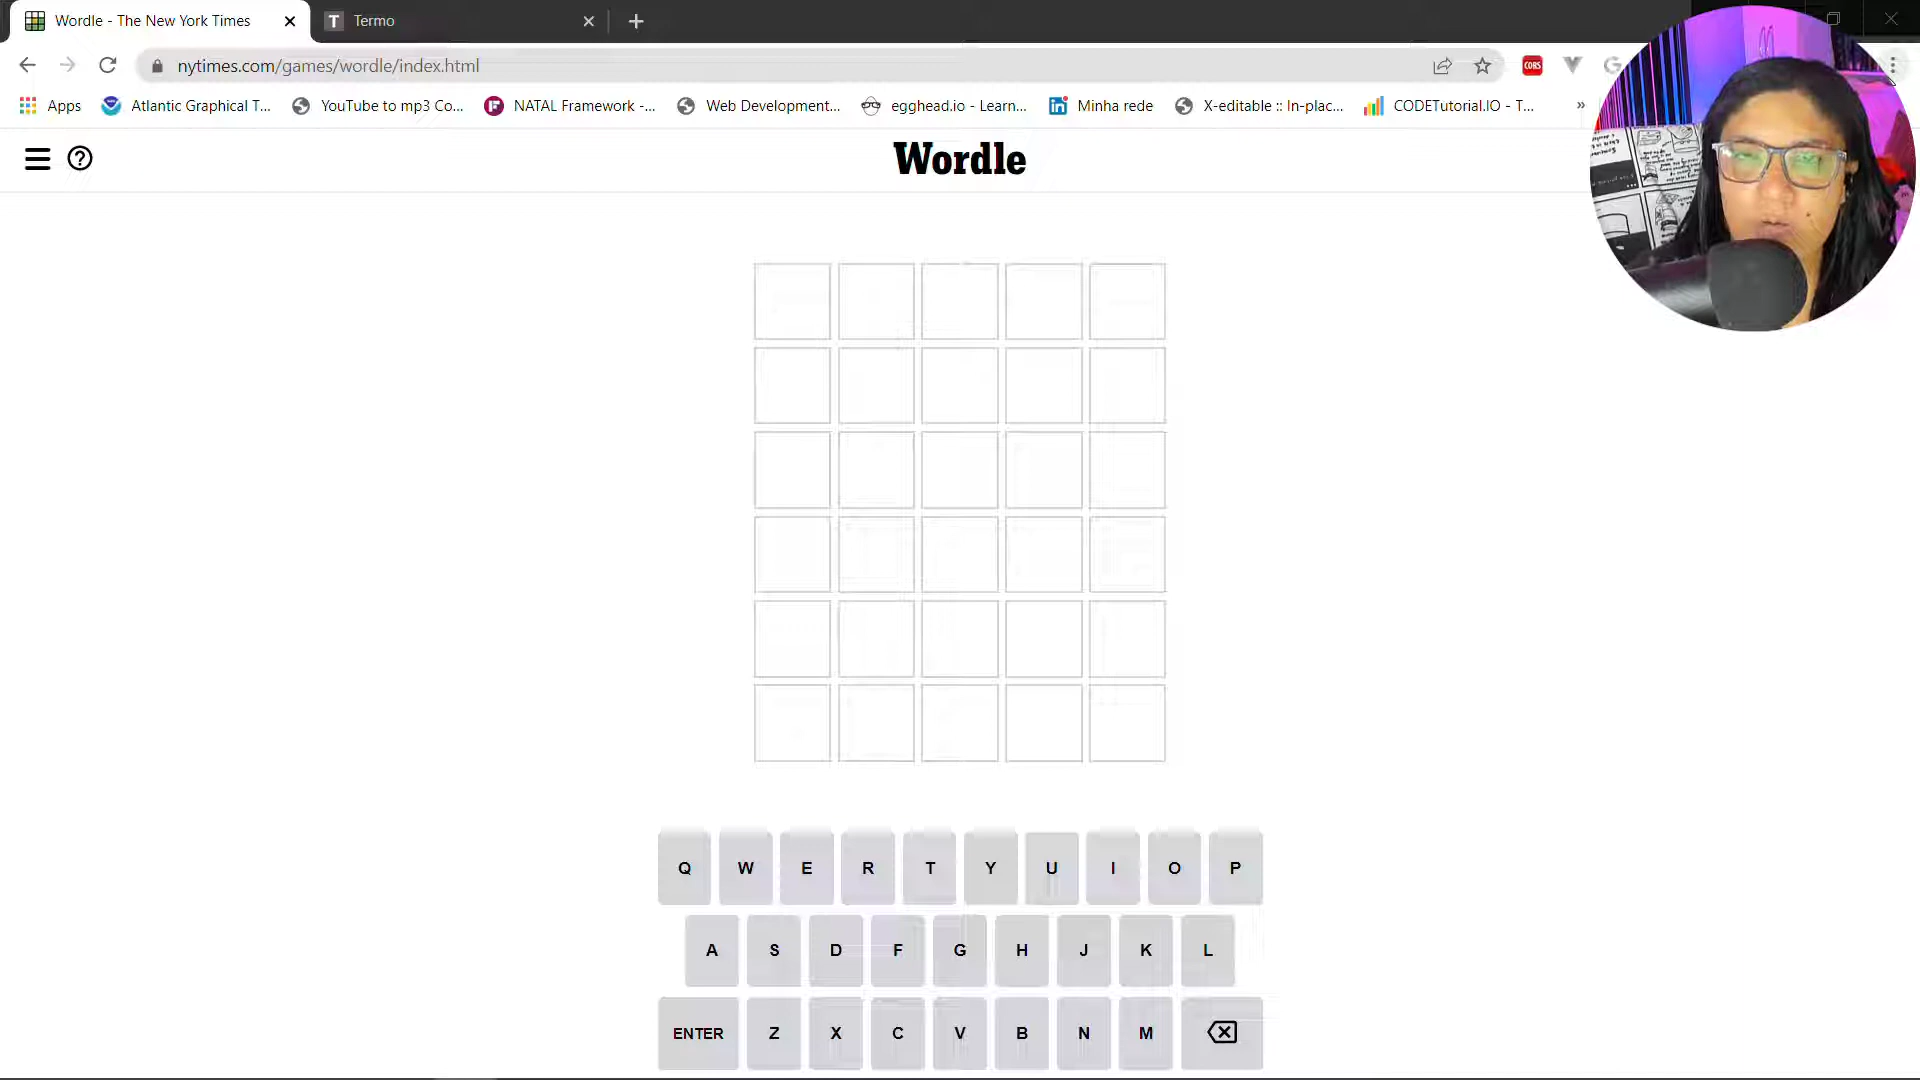 Wordle - The New York Times
T Termo
nytimes.com/games/wordle/index.html
CORS
Apps
Atlantic Graphical T...
YouTube to mp3 Co...
NATAL Framework -...
Web Development...
egghead.io - Learn...
Minha rede
X-editable :: In-plac...
CODETutorial.IO - T...
»
Wordle
Q W E R T Y U I O P
A S D F G H J K L
ENTER Z X C V B N M